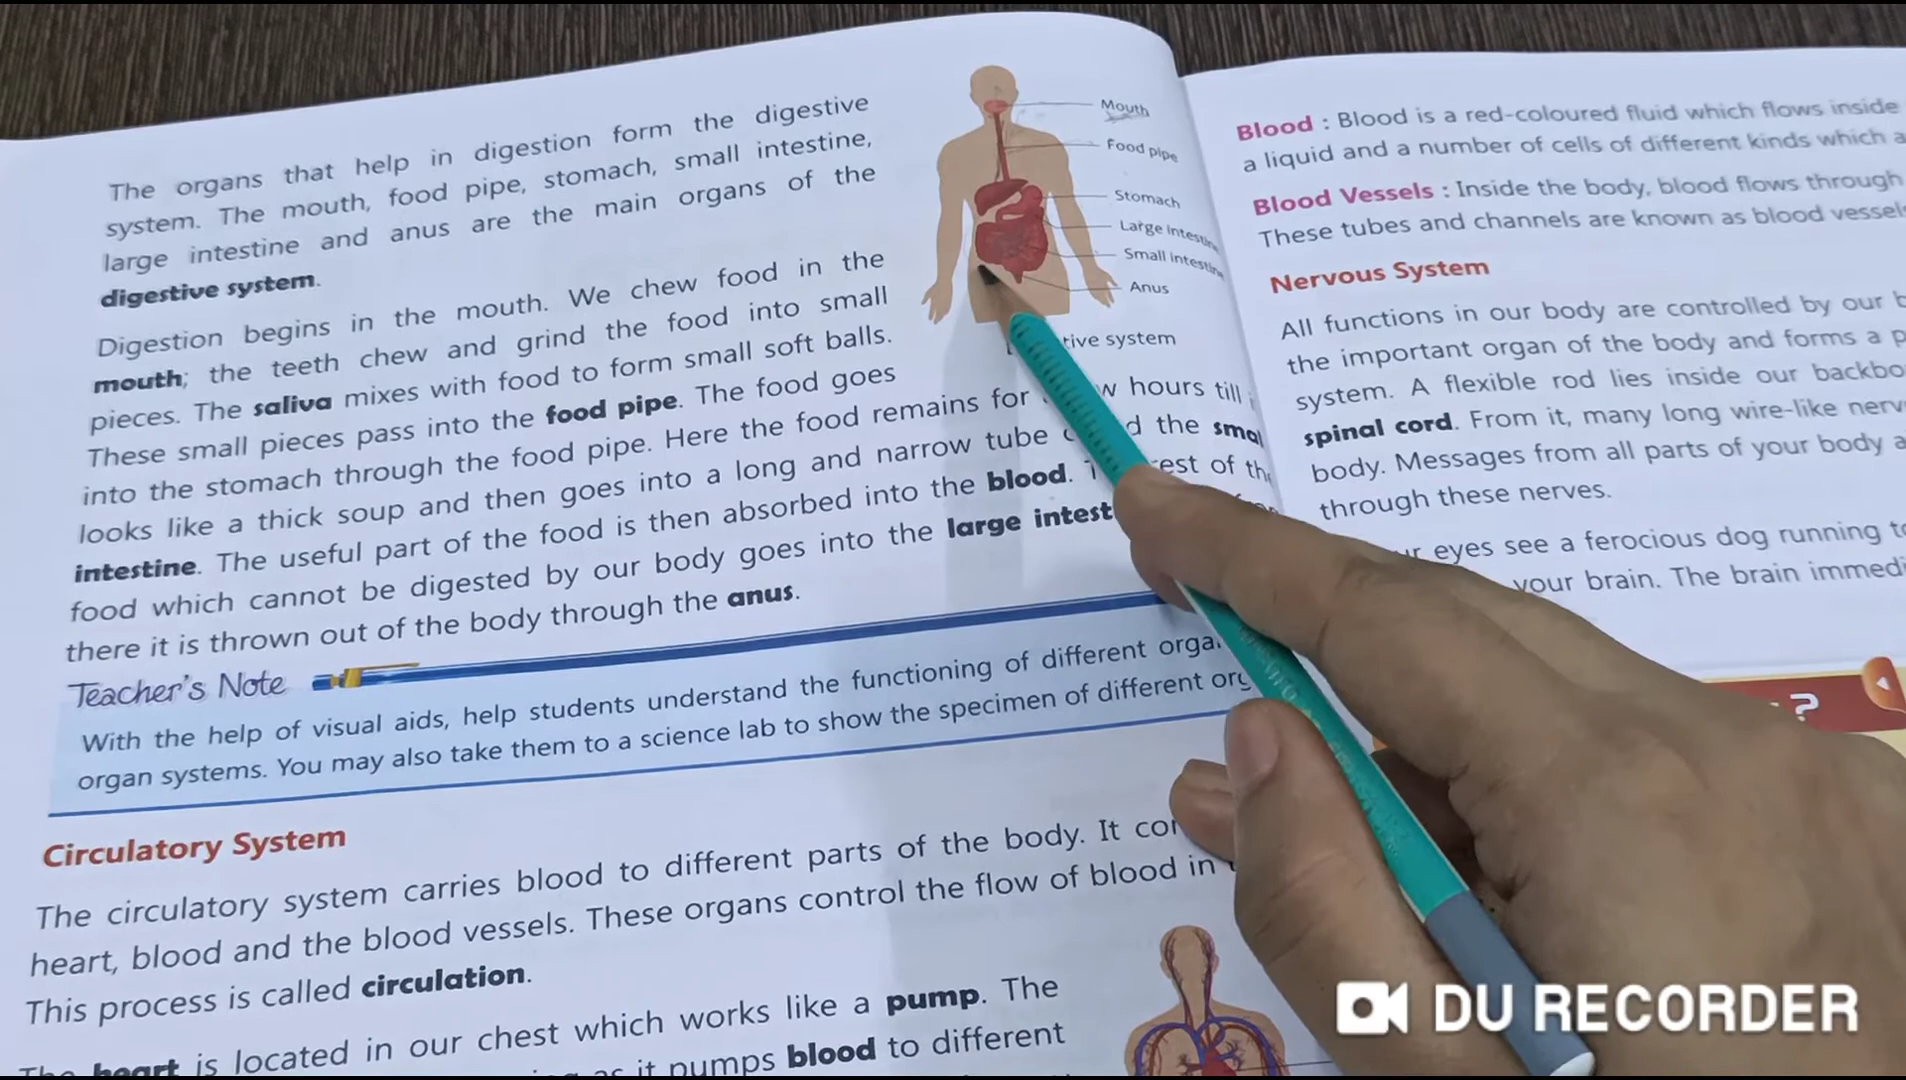 The organs that help in digestion form the digestive
system. The mouth, food pipe, stomach, small intestine,
large intestine and anus are the main organs of the
digestive system.
Digestion begins in the mouth. We chew food in the
mouth; the teeth chew and grind the food into small
pieces. The saliva mixes with food to form small soft balls.
These small pieces pass into the food pipe. The food goes
into the stomach through the food pipe. Here the food remains for hours till
looks like a thick soup and then goes into a long and narrow tube the
intestine. The useful part of the food is then absorbed into the blood. rest of
food which cannot be digested by our body goes into the large
there it is thrown out of the body through the anus.
Mouth
Food pipe
Stomach
Large intestine
Small intestine
Anus
system
Teacher's Note
With the help of visual aids, help students understand the functioning of different
organ systems. You may also take them to a science lab to show the specimen of different
Circulatory System
The circulatory system carries blood to different parts of the body. It
heart, blood and the blood vessels. These organs control the flow of blood in
This process is called circulation.
The heart is located in our chest which works like a pump. The
as it pumps blood to different
Blood : Blood is a red-coloured fluid which flows inside
a liquid and a number of cells of different kinds which
Blood Vessels : Inside the body, blood flows through
These tubes and channels are known as blood vessels
Nervous System
All functions in our body are controlled by our
the important organ of the body and forms a
system. A flexible rod lies inside our
spinal cord. From it, many long wire-like
body. Messages from all parts of your body
through these nerves.
eyes see a ferocious dog running
your brain. The brain
?
DU RECORDER